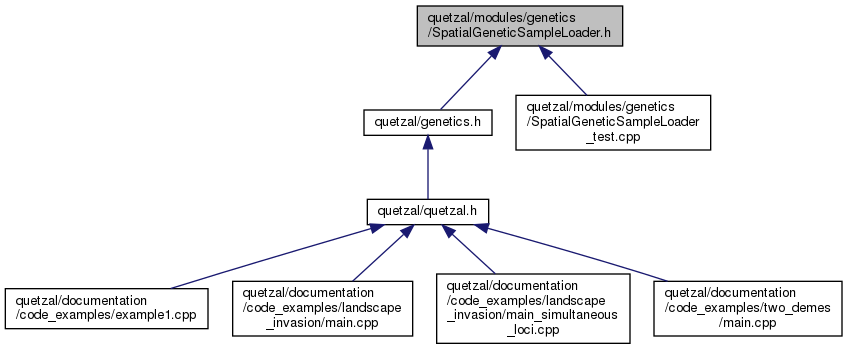 quetzal/modules/genetics
/SpatialGeneticSampleLoader.h
quetzal/genetics.h
quetzal/modules/genetics
/SpatialGeneticSampleLoader
_test.cpp
quetzal/quetzal.h
quetzal/documentation
/code_examples/example1.cpp
quetzal/documentation
/code_examples/landscape
_invasion/main.cpp
quetzal/documentation
/code_examples/landscape
_invasion/main_simultaneous
_loci.cpp
quetzal/documentation
/code_examples/two_demes
/main.cpp